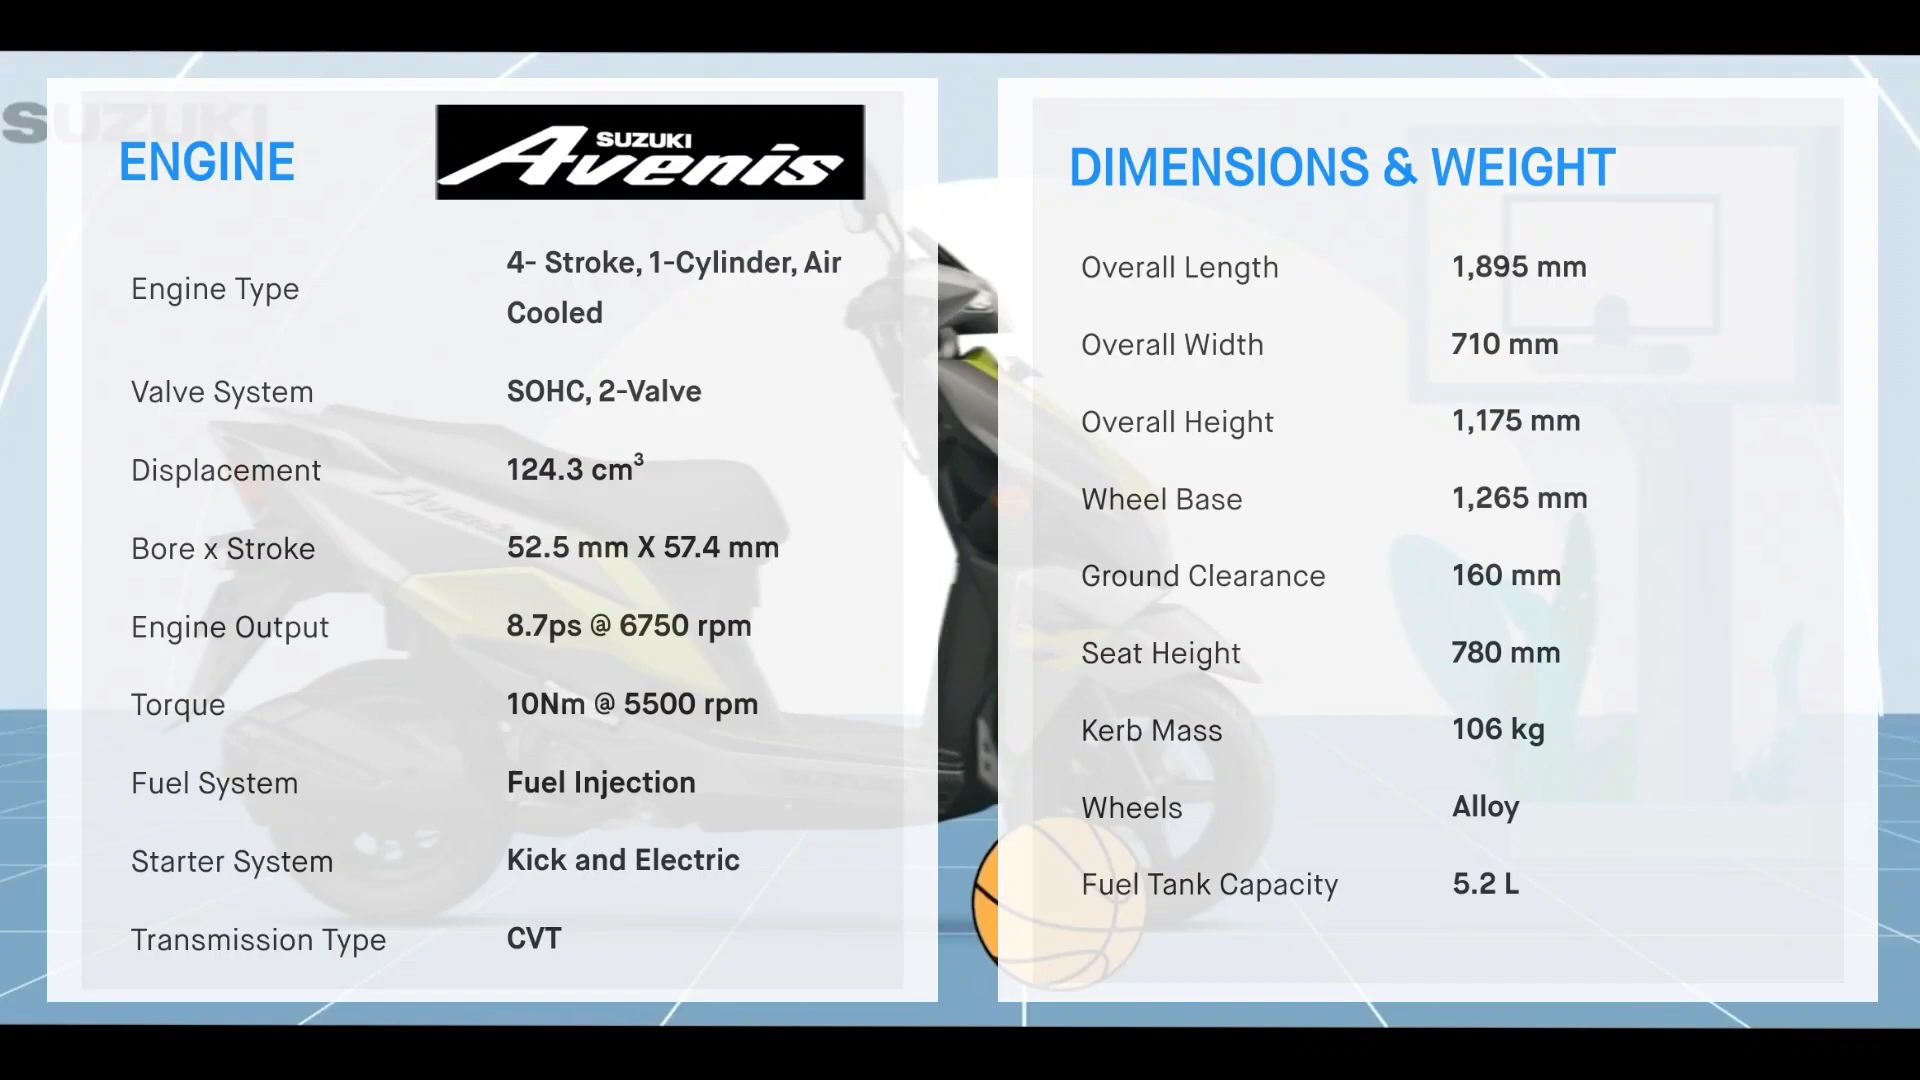 SUZUKI
ENGINE
SUZUKI
Avenis
Engine Type 4- Stroke, 1-Cylinder, Air
Cooled
Valve System SOHC, 2-Valve
Displacement 124.3 cm³
Bore x Stroke 52.5 mm X 57.4 mm
Engine Output 8.7ps @ 6750 rpm
Torque 10Nm @ 5500 rpm
Fuel System Fuel Injection
Starter System Kick and Electric
Transmission Type CVT
Avenis
DIMENSIONS & WEIGHT
Overall Length 1,895 mm
Overall Width 710 mm
Overall Height 1,175 mm
Wheel Base 1,265 mm
Ground Clearance 160 mm
Seat Height 780 mm
Kerb Mass 106 kg
Wheels Alloy
Fuel Tank Capacity 5.2 L